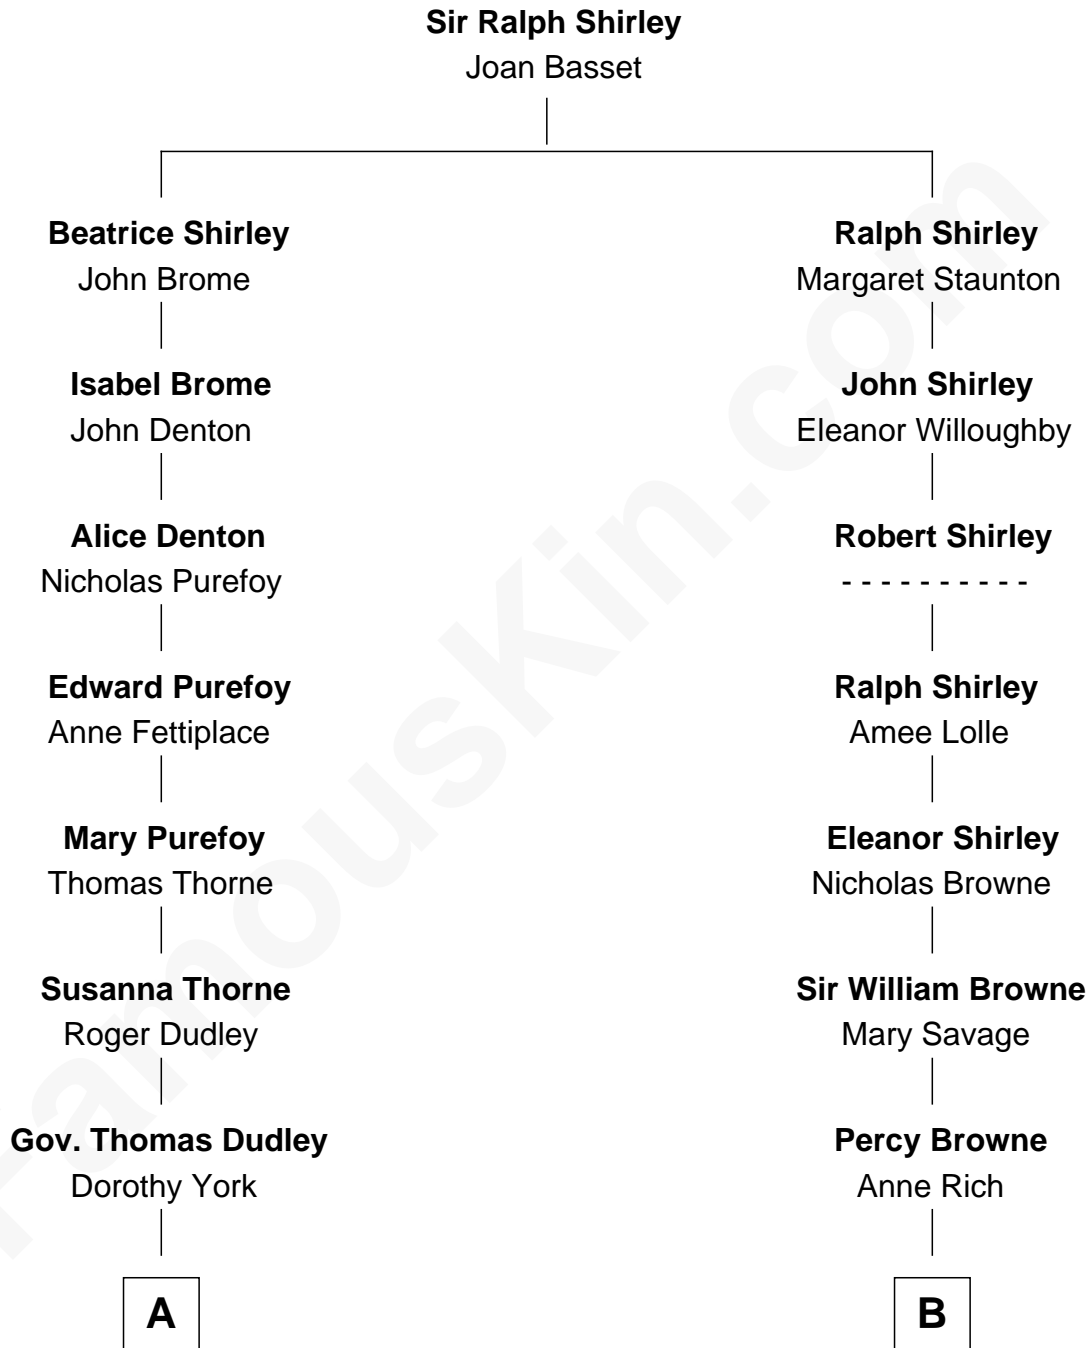 Sir Ralph Shirley
Joan Basset
Beatrice Shirley
John Brome
Ralph Shirley
Margaret Staunton
Isabel Brome
John Denton
John Shirley
Eleanor Willoughby
Alice Denton
Nicholas Purefoy
Robert Shirley
- - - - - - - - - -
Edward Purefoy
Anne Fettiplace
Ralph Shirley
Amee Lolle
Mary Purefoy
Thomas Thorne
Eleanor Shirley
Nicholas Browne
Susanna Thorne
Roger Dudley
Sir William Browne
Mary Savage
Gov. Thomas Dudley
Dorothy York
Percy Browne
Anne Rich
A
B
FamousKin.com